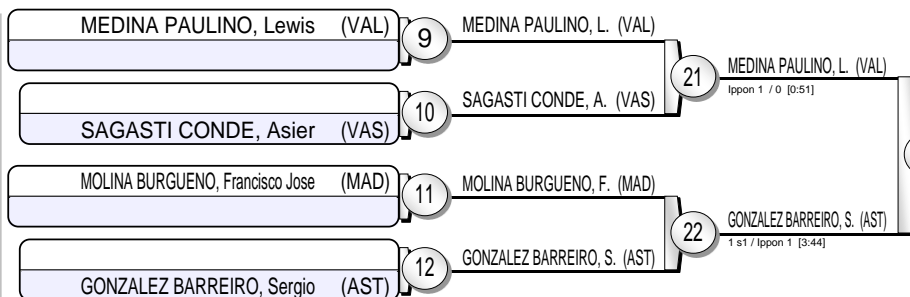 MEDINA PAULINO, Lewis (VAL)
9
MEDINA PAULINO, L. (VAL)
21
MEDINA PAULINO, L. (VAL)
Ippon 1 / 0 [0:51]
10
SAGASTI CONDE, A. (VAS)
SAGASTI CONDE, Asier (VAS)
MOLINA BURGUENO, Francisco Jose (MAD)
11
MOLINA BURGUENO, F. (MAD)
22
GONZALEZ BARREIRO, S. (AST)
1 s1 / Ippon 1 [3:44]
12
GONZALEZ BARREIRO, S. (AST)
GONZALEZ BARREIRO, Sergio (AST)